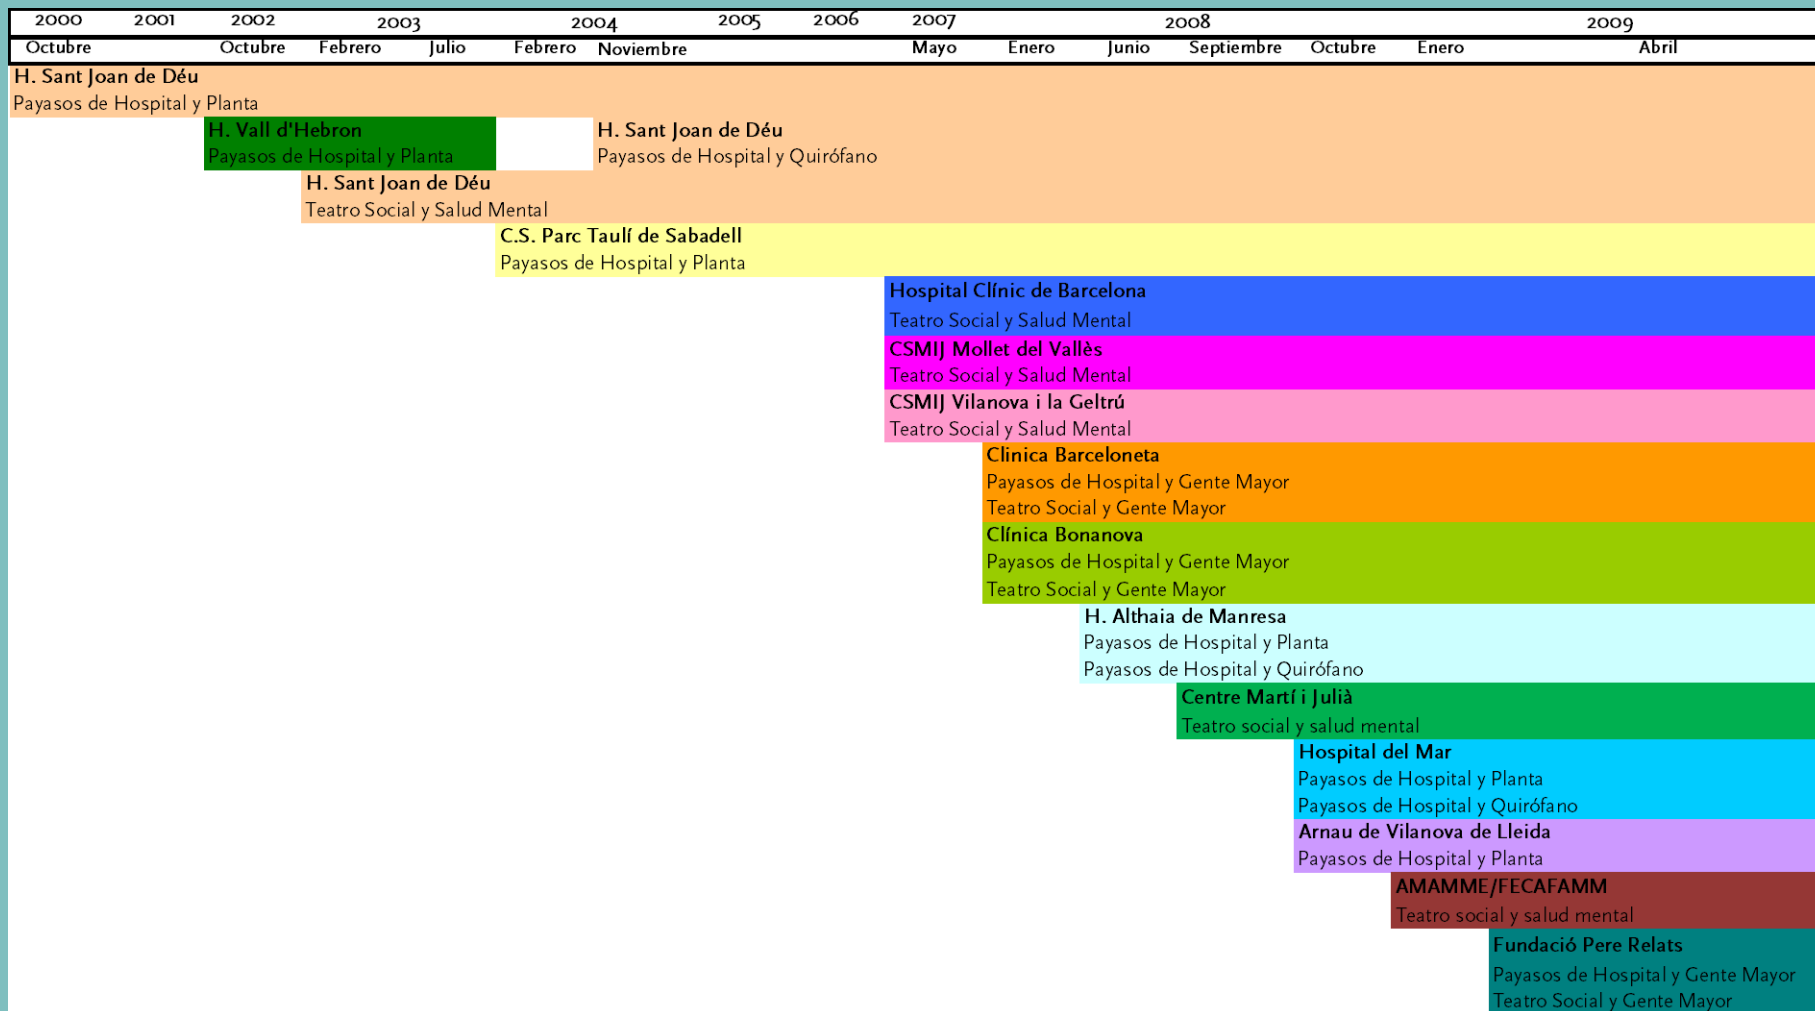 2000 2001 2002 2003 2004 2005 2006 2007 2008 2009
Octubre Octubre Febrero Julio Febrero Noviembre Mayo Enero Junio Septiembre Octubre Enero Abril
H. Sant Joan de Déu
Payasos de Hospital y Planta
H. Vall d'Hebron
Payasos de Hospital y Planta
H. Sant Joan de Déu
Payasos de Hospital y Quirófano
H. Sant Joan de Déu
Teatro Social y Salud Mental
C.S. Parc Taulí de Sabadell
Payasos de Hospital y Planta
Hospital Clínic de Barcelona
Teatro Social y Salud Mental
CSMIJ Mollet del Vallès
Teatro Social y Salud Mental
CSMIJ Vilanova i la Geltrú
Teatro Social y Salud Mental
Clinica Barceloneta
Payasos de Hospital y Gente Mayor
Teatro Social y Gente Mayor
Clínica Bonanova
Payasos de Hospital y Gente Mayor
Teatro Social y Gente Mayor
H. Althaia de Manresa
Payasos de Hospital y Planta
Payasos de Hospital y Quirófano
Centre Martí i Julià
Teatro social y salud mental
Hospital del Mar
Payasos de Hospital y Planta
Payasos de Hospital y Quirófano
Arnau de Vilanova de Lleida
Payasos de Hospital y Planta
AMAMME/FECAFAMM
Teatro social y salud mental
Fundació Pere Relats
Payasos de Hospital y Gente Mayor
Teatro Social y Gente Mayor